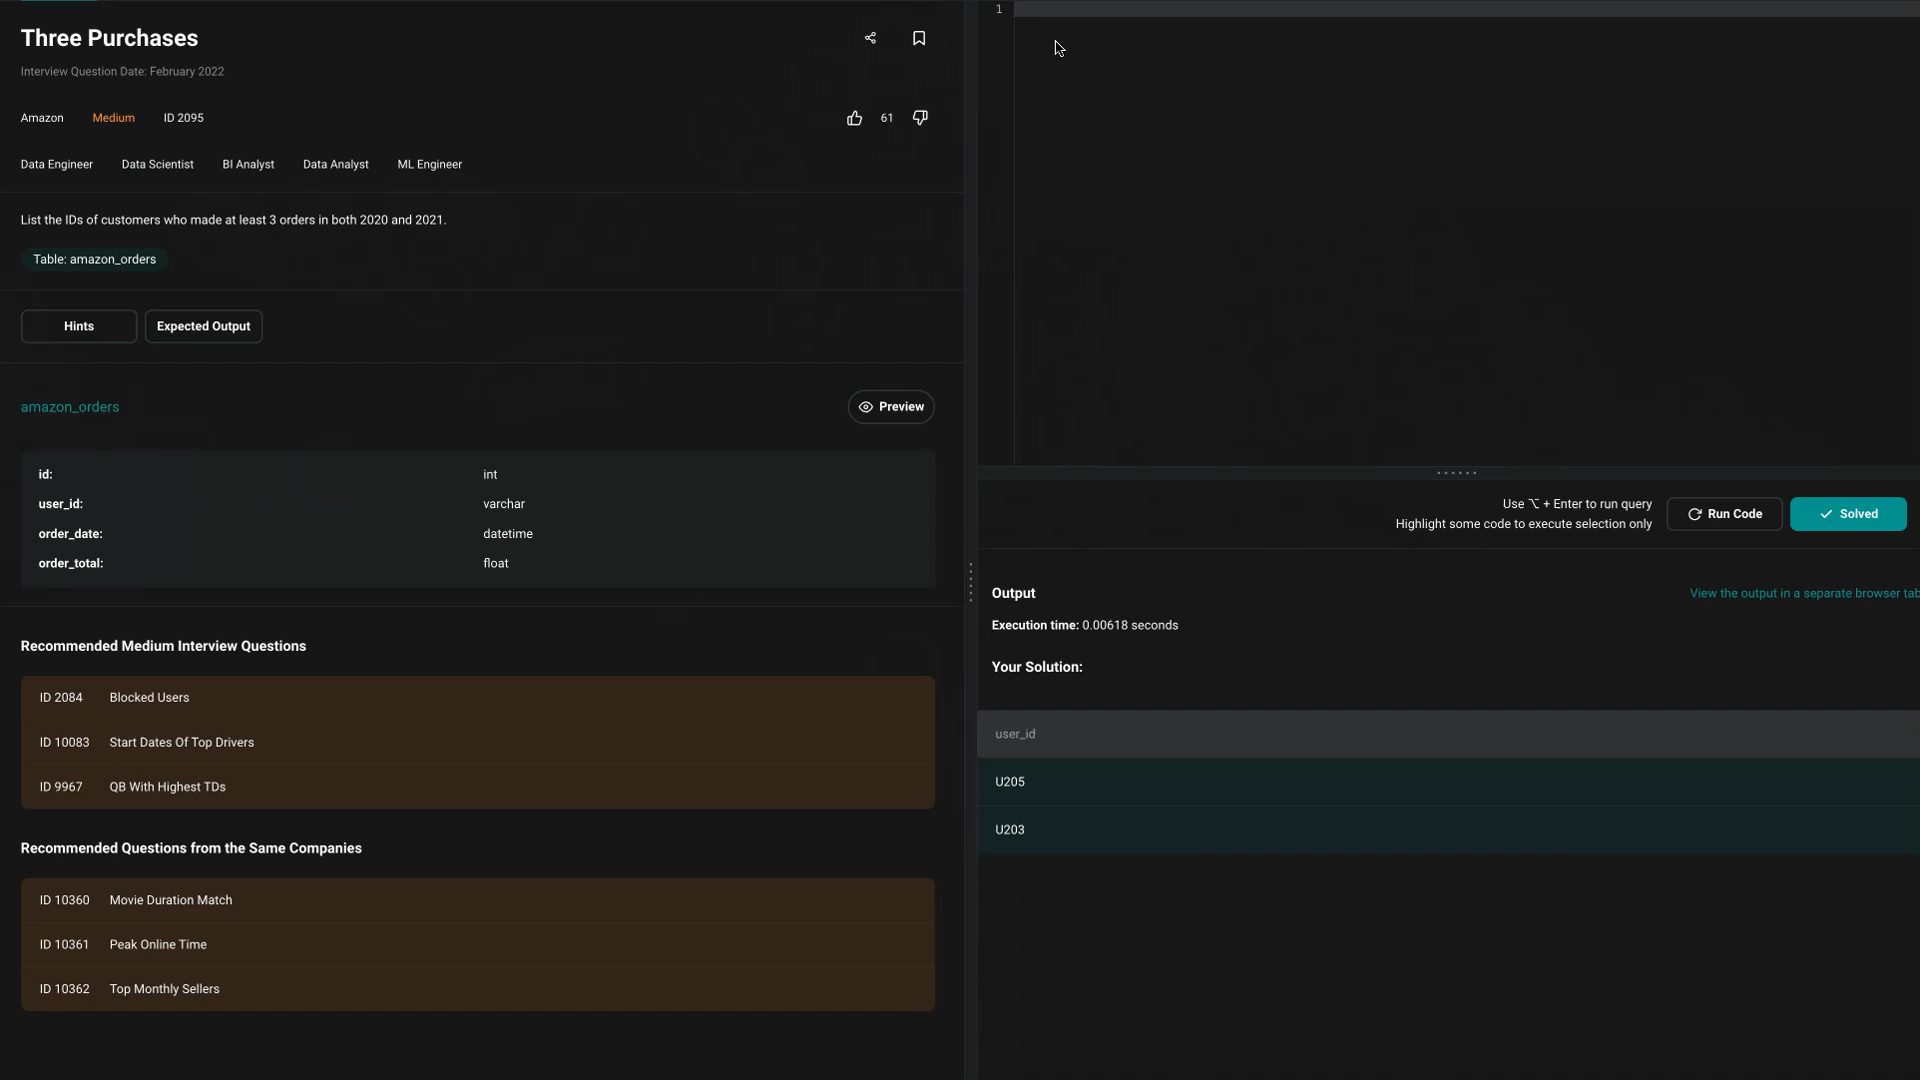 Three Purchases
Interview Question Date: February 2022
Amazon Medium ID 2095
61
Data Engineer Data Scientist BI Analyst Data Analyst ML Engineer
List the IDs of customers who made at least 3 orders in both 2020 and 2021.
Table: amazon_orders
Hints Expected Output
amazon_orders
Preview
id: int
user_id: varchar
order_date: datetime
order_total: float
Recommended Medium Interview Questions
ID 2084 Blocked Users
ID 10083 Start Dates Of Top Drivers
ID 9967 QB With Highest TDs
Recommended Questions from the Same Companies
ID 10360 Movie Duration Match
ID 10361 Peak Online Time
ID 10362 Top Monthly Sellers
1
Use ⌥ + Enter to run query
Highlight some code to execute selection only
Run Code
Solved
Output
View the output in a separate browser tab
Execution time: 0.00618 seconds
Your Solution:
user_id
U205
U203